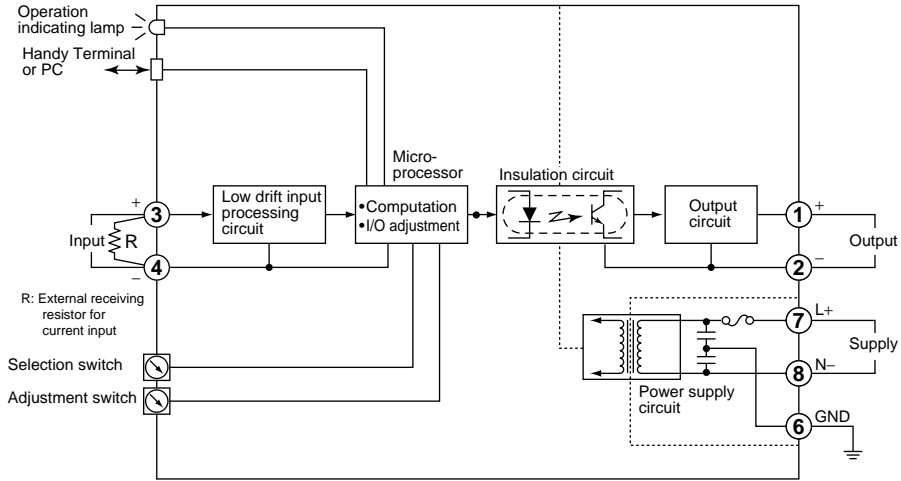 Operation
indicating lamp
Handy Terminal
or PC
Micro-
processor
Insulation circuit
Low drift input
processing
circuit
•Computation
•I/O adjustment
Output
circuit
+
3
Input
R
4
−
1
+
Output
2
−
R: External receiving
resistor for
current input
7
L+
Supply
8
N−
Power supply
circuit
6
GND
Selection switch
Adjustment switch